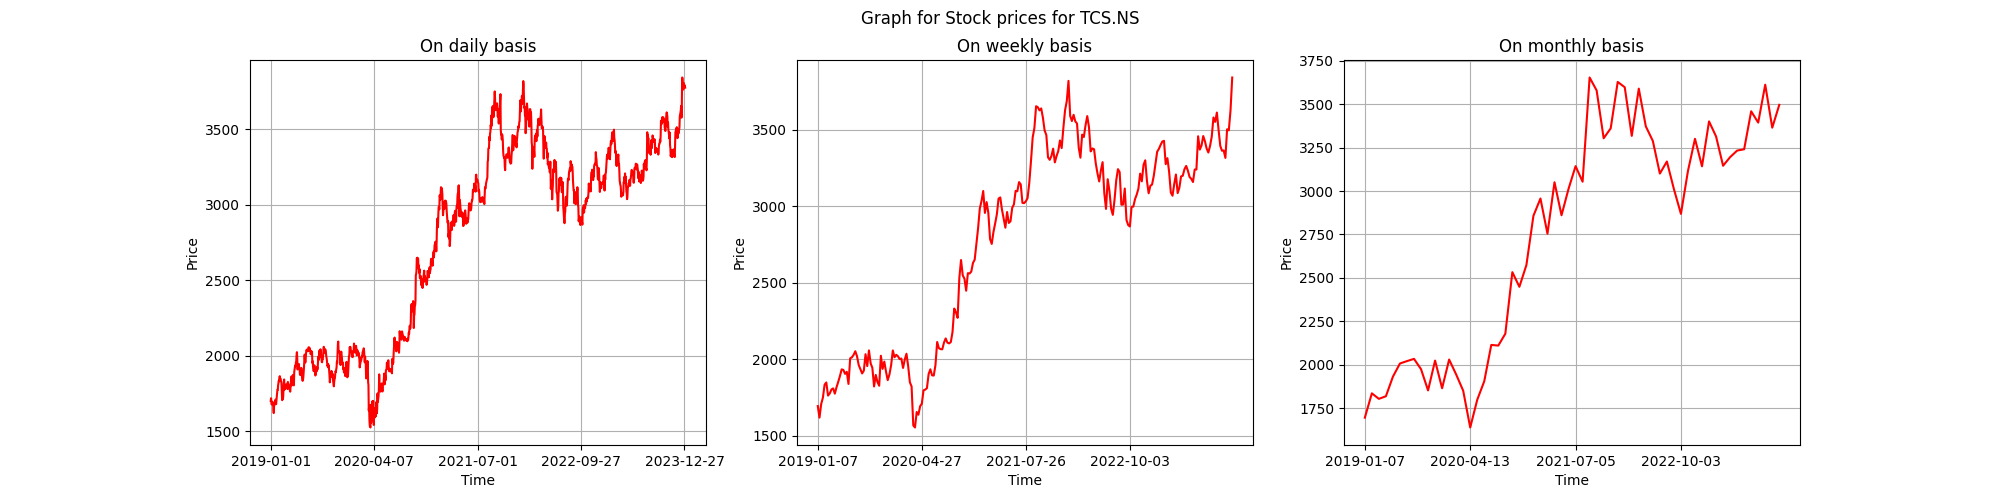 Graph for Stock prices for TCS.NS
On daily basis
Price
3500
3000
2500
2000
1500
2019-01-01 2020-04-07 2021-07-01 2022-09-27 2023-12-27
Time
On weekly basis
Price
3500
3000
2500
2000
1500
2019-01-07 2020-04-27 2021-07-26 2022-10-03
Time
On monthly basis
Price
3750
3500
3250
3000
2750
2500
2250
2000
1750
2019-01-07 2020-04-13 2021-07-05 2022-10-03
Time